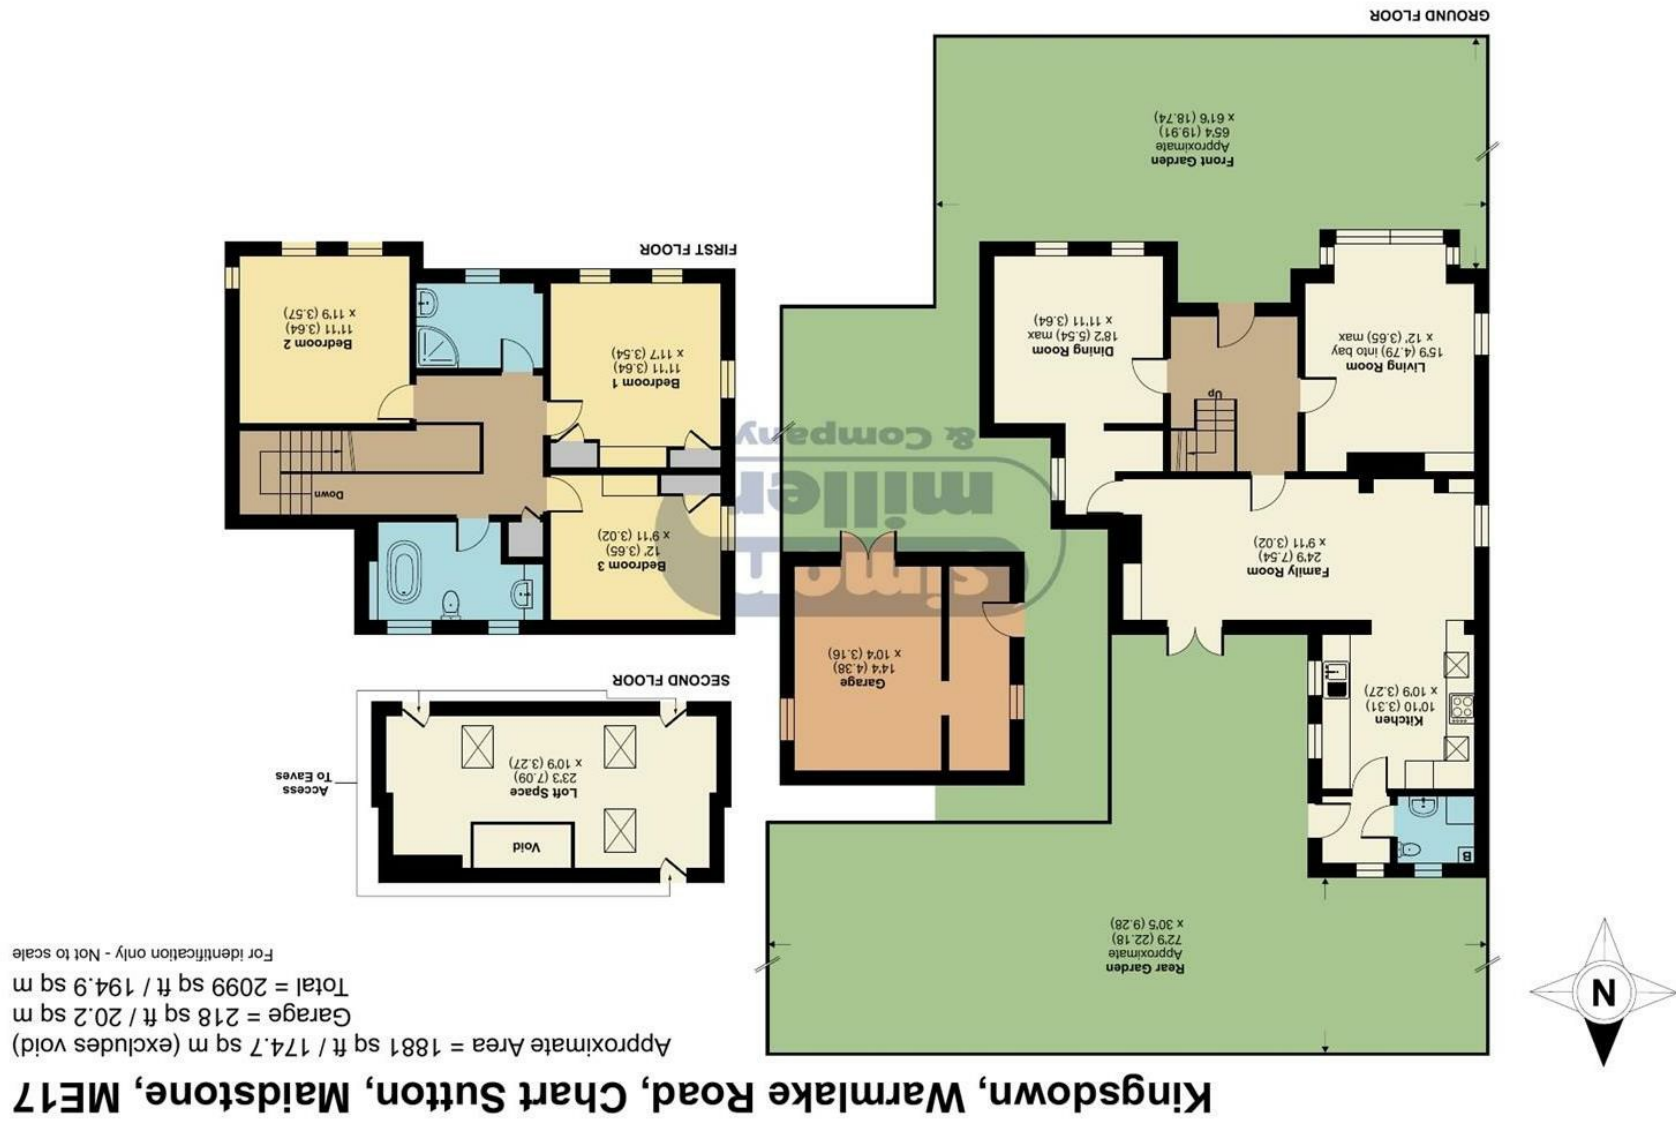 Kingsdown, Warmlake Road, Chart Sutton, Maidstone, ME17
Approximate Area = 1881 sq ft / 174.7 sq m (excludes void)
Garage = 218 sq ft / 20.2 sq m
Total = 2099 sq ft / 194.9 sq m
For identification only - Not to scale
N
Rear Garden
Approximate
72'9 (22.18)
x 30'5 (9.28)
B
Kitchen
10'10 (3.31)
x 10'9 (3.27)
Family Room
24'9 (7.54)
x 9'11 (3.02)
Living Room
15'9 (4.79) into bay
x 12' (3.65) max
Up
Dining Room
18'2 (5.54) max
x 11'11 (3.64)
Front Garden
Approximate
65'4 (19.91)
x 61'6 (18.74)
GROUND FLOOR
Garage
14'4 (4.38)
x 10'4 (3.16)
simon
miller
& Company
Void
Loft Space
23'3 (7.09)
x 10'9 (3.27)
Access
To Eaves
SECOND FLOOR
Bedroom 3
12' (3.65)
x 9'11 (3.02)
Down
Bedroom 1
11'11 (3.64)
x 11'7 (3.54)
Bedroom 2
11'11 (3.64)
x 11'9 (3.57)
FIRST FLOOR